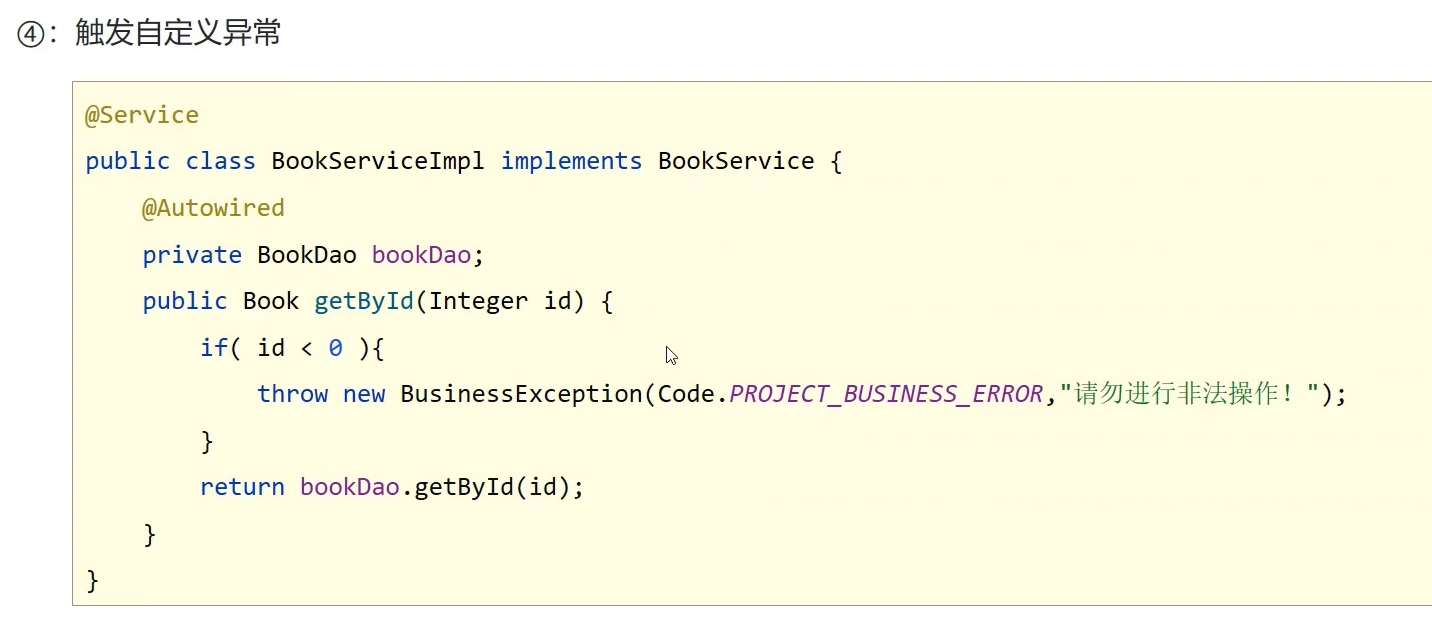 ④：触发自定义异常
@Service
public class BookServiceImpl implements BookService {
    @Autowired
    private BookDao bookDao;
    public Book getById(Integer id) {
        if( id < 0 ){
            throw new BusinessException(Code.PROJECT_BUSINESS_ERROR,"请勿进行非法操作！");
        }
        return bookDao.getById(id);
    }
}